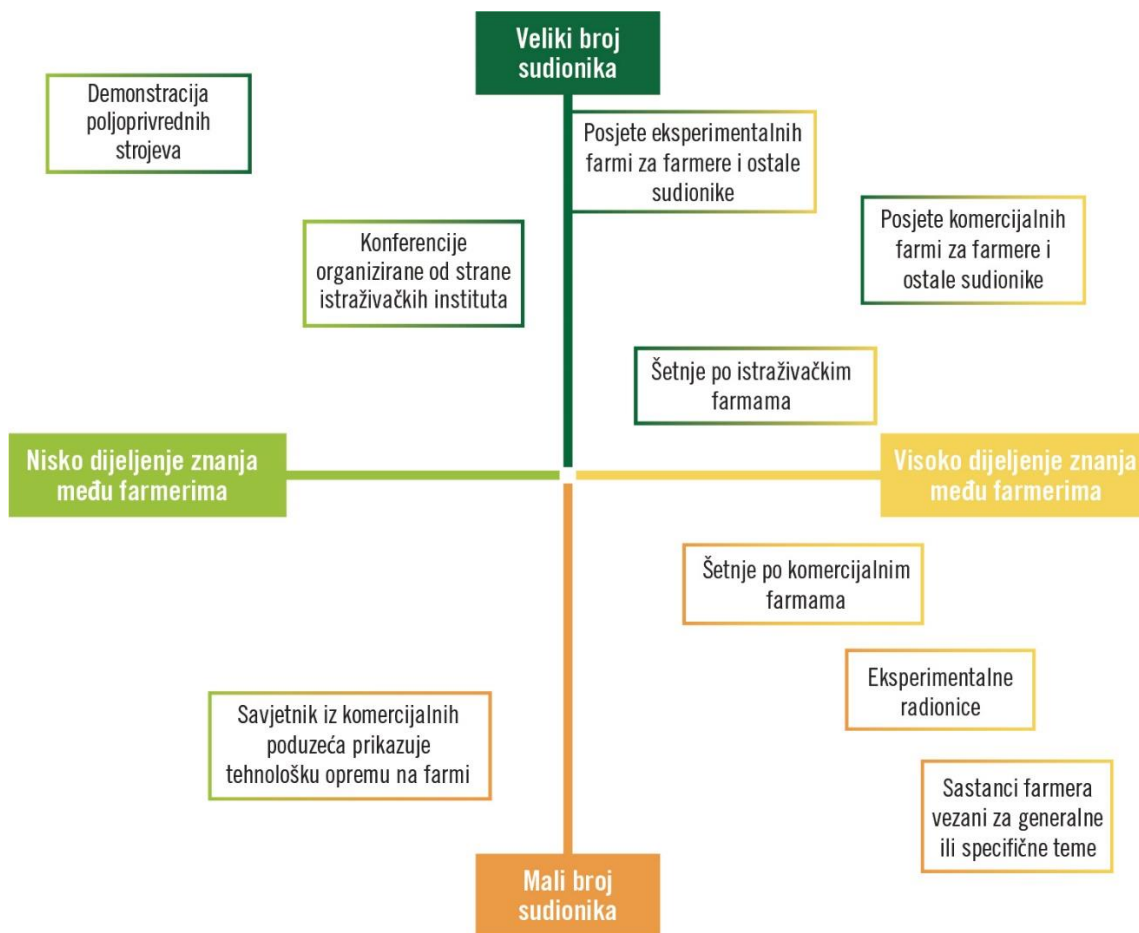 Veliki broj
sudionika
Demonstracija
poljoprivrednih
strojeva
Posjete eksperimentalnih
farmi za farmere i ostale
sudionike
Posjete komercijalnih
farmi za farmere i
ostale sudionike
Konferencije
organizirane od strane
istraživačkih instituta
Šetnje po istraživačkim
farmama
Nisko dijeljenje znanja
među farmerima
Visoko dijeljenje znanja
među farmerima
Šetnje po komercijalnim
farmama
Eksperimentalne
radionice
Savjetnik iz komercijalnih
poduzeća prikazuje
tehnološku opremu na farmi
Sastanci farmera
vezani za generalne
ili specifične teme
Mali broj
sudionika